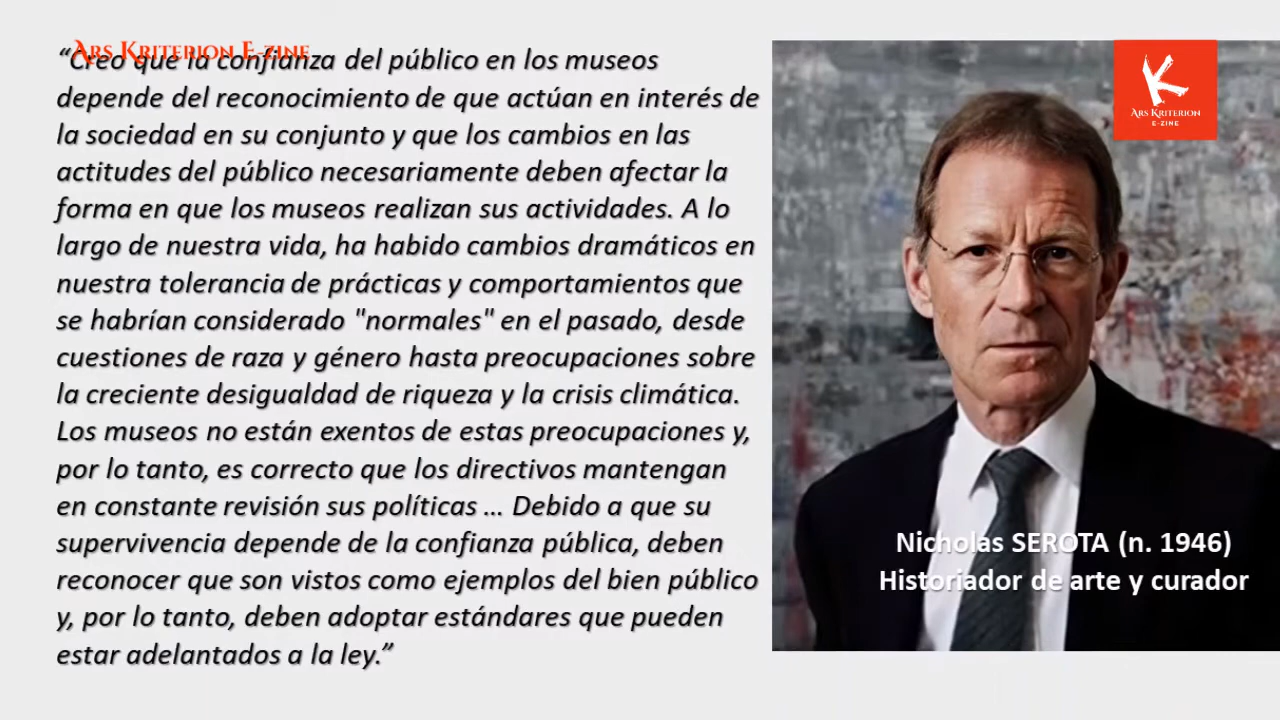 Ars Kriterion E-zine
“Creo que la confianza del público en los museos
depende del reconocimiento de que actúan en interés de
la sociedad en su conjunto y que los cambios en las
actitudes del público necesariamente deben afectar la
forma en que los museos realizan sus actividades. A lo
largo de nuestra vida, ha habido cambios dramáticos en
nuestra tolerancia de prácticas y comportamientos que
se habrían considerado "normales" en el pasado, desde
cuestiones de raza y género hasta preocupaciones sobre
la creciente desigualdad de riqueza y la crisis climática.
Los museos no están exentos de estas preocupaciones y,
por lo tanto, es correcto que los directivos mantengan
en constante revisión sus políticas … Debido a que su
supervivencia depende de la confianza pública, deben
reconocer que son vistos como ejemplos del bien público
y, por lo tanto, deben adoptar estándares que pueden
estar adelantados a la ley.”
K
Ars Kriterion
E-zine
Nicholas SEROTA (n. 1946)
Historiador de arte y curador